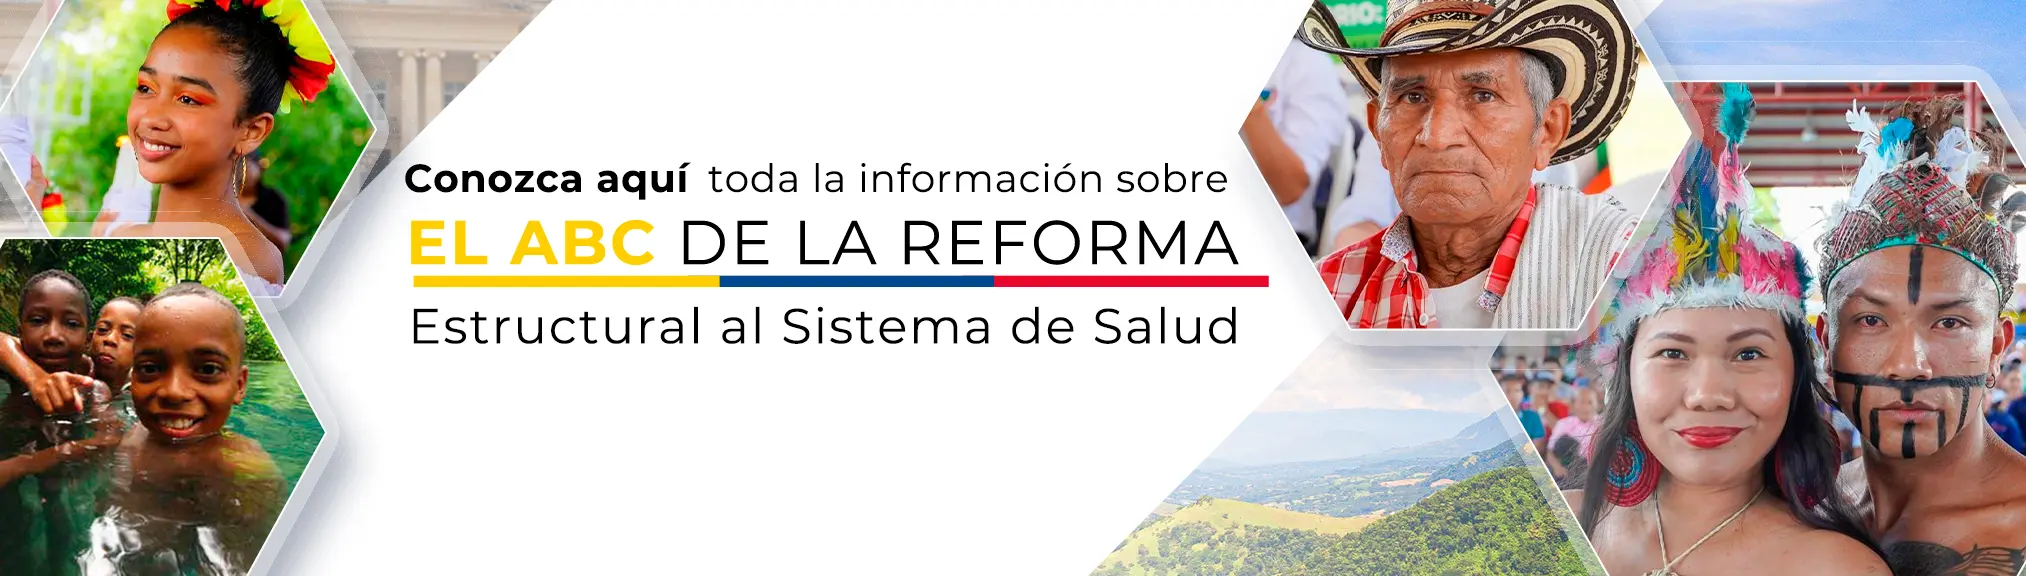 Conozca aquí toda la información sobre
EL ABC DE LA REFORMA
Estructural al Sistema de Salud